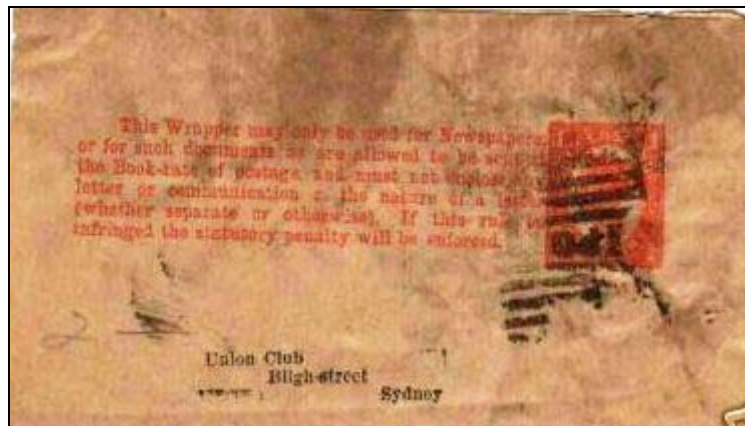 This Wrapper may only be used for Newspapers,
or for such documents as are allowed to be sent
the Book-rate of postage and must not enclose
letter or communication the nature of a
(whether separate or otherwise). If this rule be
infringed the statutory penalty will be enforced.
2
Union Club
Bligh-street
Sydney